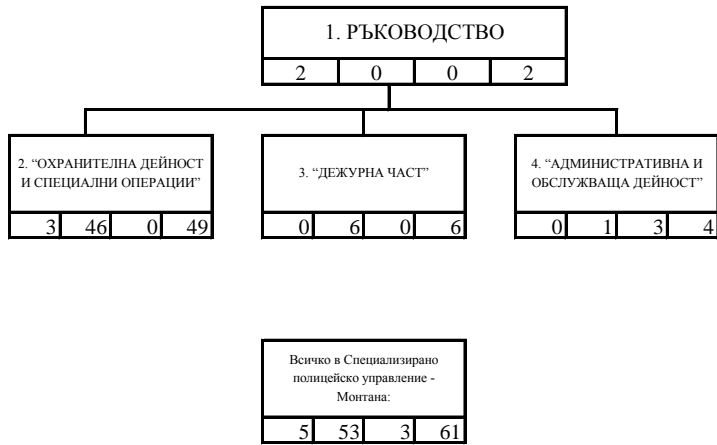 1. РЪКОВОДСТВО
2 0 0 2
2. “ОХРАНИТЕЛНА ДЕЙНОСТ
И СПЕЦИАЛНИ ОПЕРАЦИИ”
3 46 0 49
3. “ДЕЖУРНА ЧАСТ”
0 6 0 6
4. “АДМИНИСТРАТИВНА И
ОБСЛУЖВАЩА ДЕЙНОСТ”
0 1 3 4
Всичко в Специализирано
полицейско управление -
Монтана:
5 53 3 61